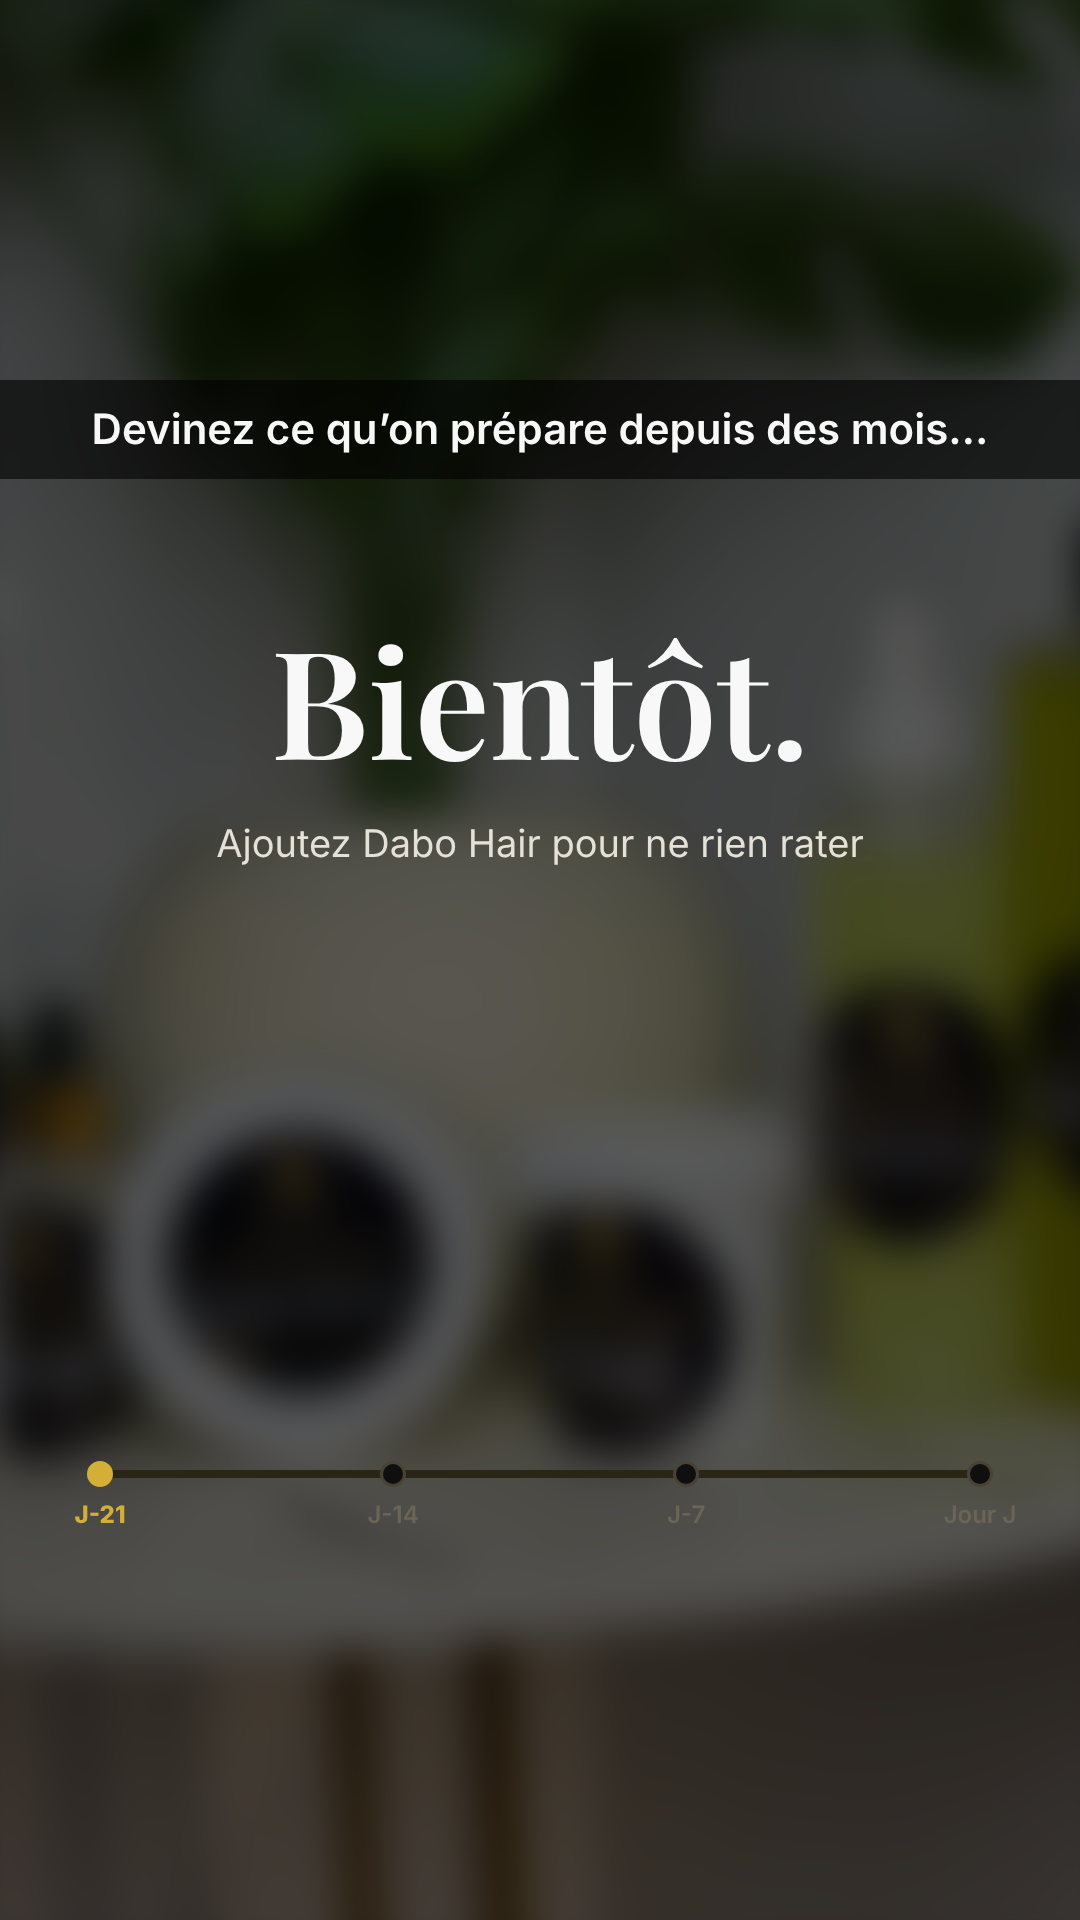 Devinez ce qu’on prépare depuis des mois…
Bientôt.
Ajoutez Dabo Hair pour ne rien rater
J-21
J-14
J-7
Jour J